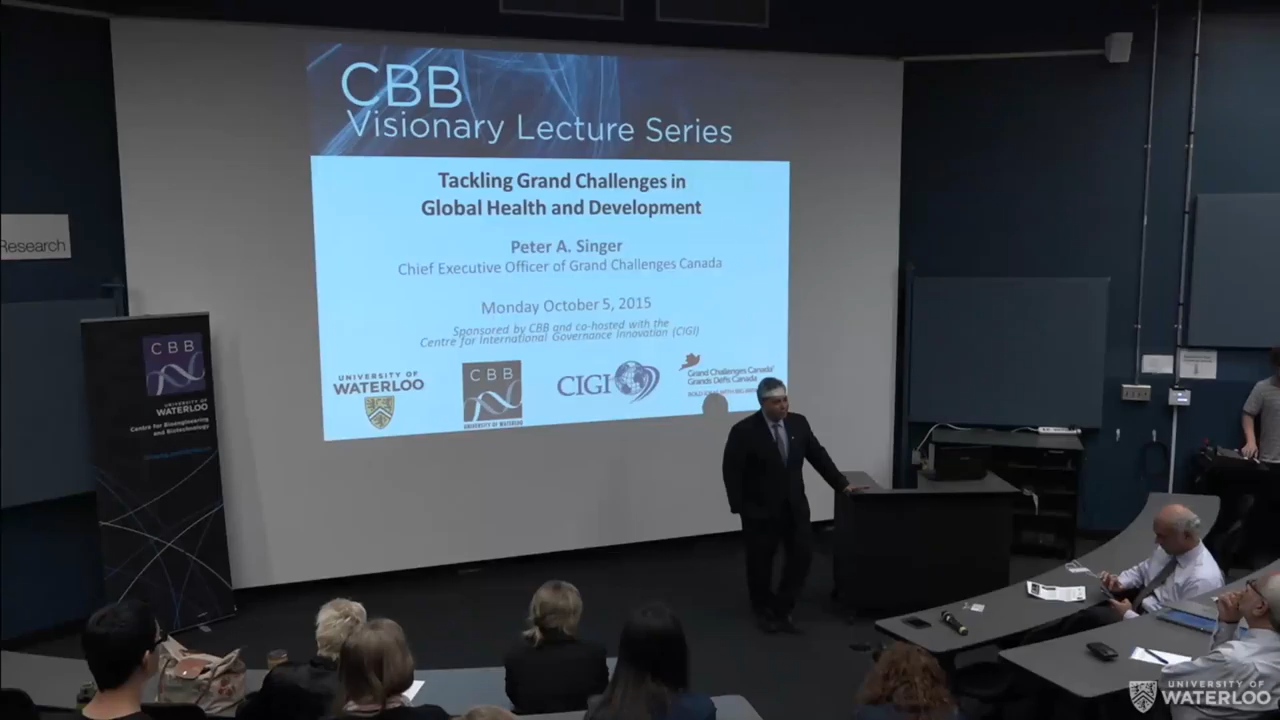 CBB
Visionary Lecture Series
Tackling Grand Challenges in
Global Health and Development
Peter A. Singer
Chief Executive Officer of Grand Challenges Canada
Monday October 5, 2015
Sponsored by CBB and co-hosted with the
Centre for International Governance Innovation (CIGI)
UNIVERSITY OF
WATERLOO
CBB
UNIVERSITY OF WATERLOO
CIGI
Grand Challenges Canada
Grands Défis Canada
Research
CBB
UNIVERSITY OF
WATERLOO
Centre for Bioengineering
and Biotechnology
UNIVERSITY OF
WATERLOO